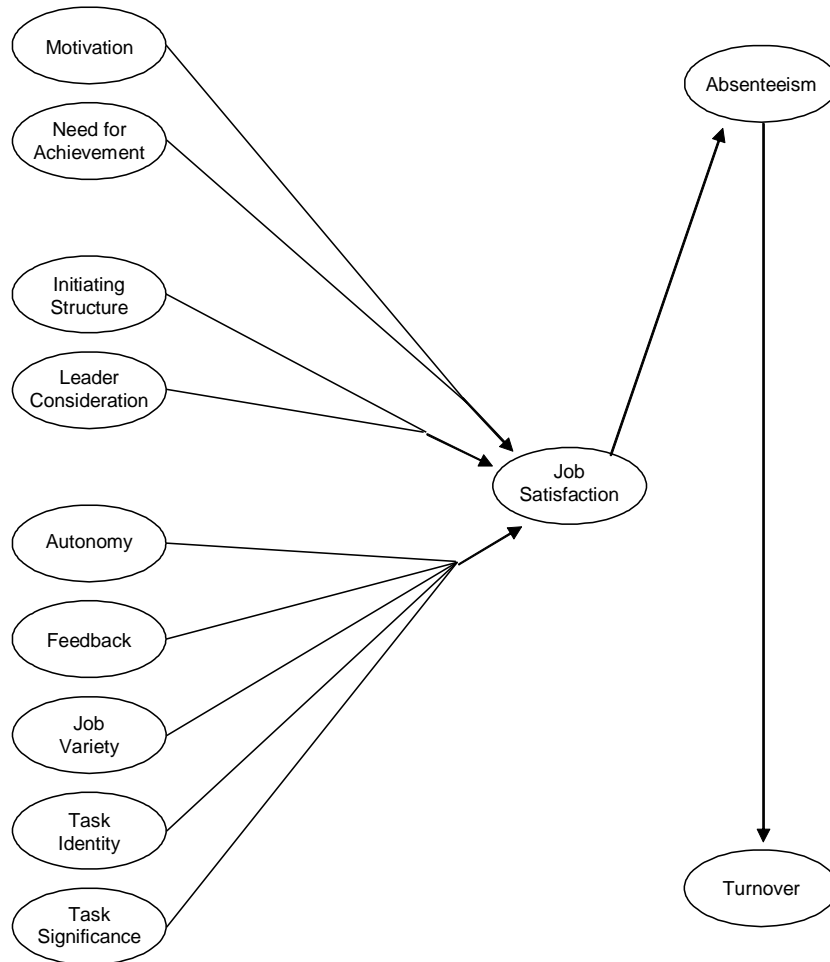 Motivation
Absenteeism
Need for
Achievement
Initiating
Structure
Leader
Consideration
Job
Satisfaction
Autonomy
Feedback
Job
Variety
Task
Identity
Turnover
Task
Significance